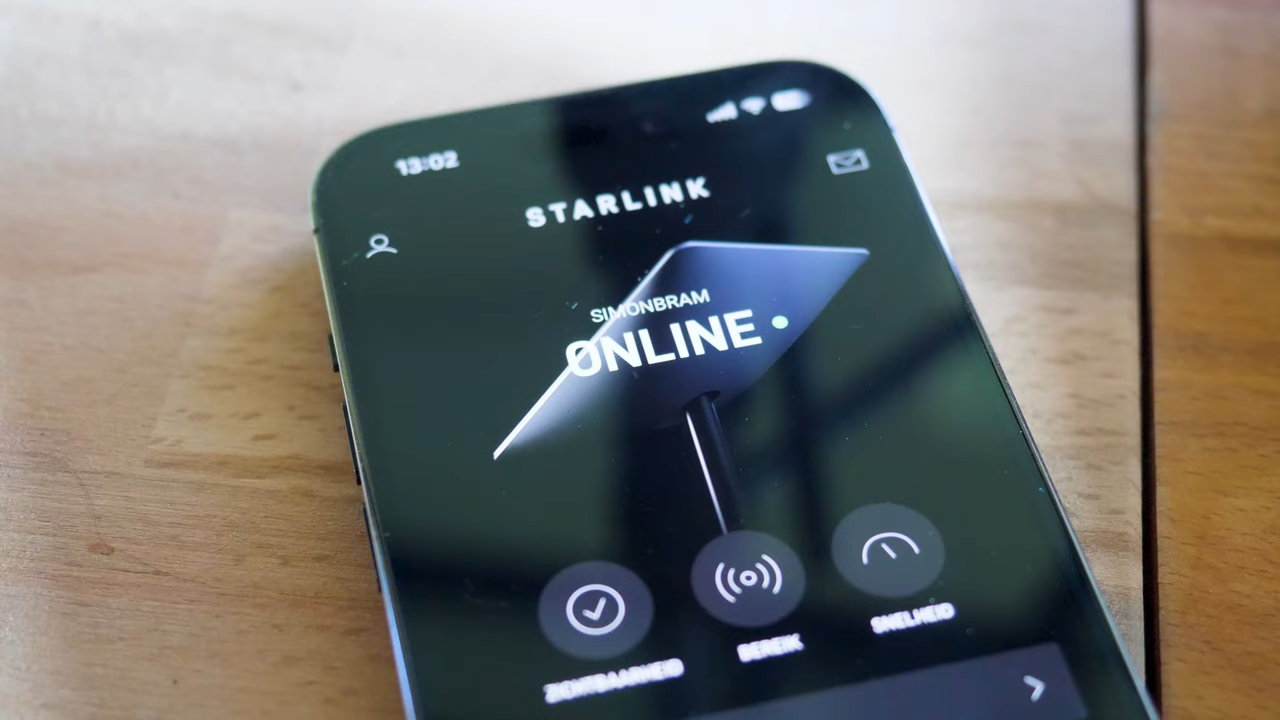 13:02
STARLINK
SIMONBRAM
ONLINE
ZICHTBAARHEID
BEREIK
SNELHEID